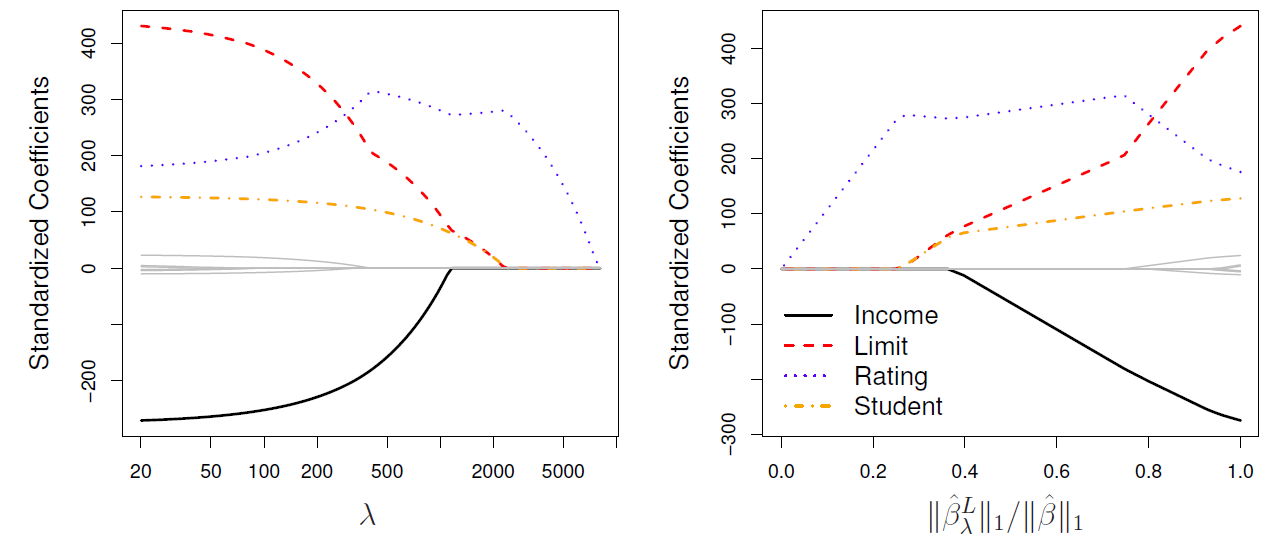 Standardized Coefficients
400
300
200
100
0
−200
20 50 100 200 500 2000 5000
λ
Standardized Coefficients
400
300
200
100
0
−100
−300
Income
Limit
Rating
Student
0.0 0.2 0.4 0.6 0.8 1.0
‖β̂λᴸ‖₁/‖β̂‖₁